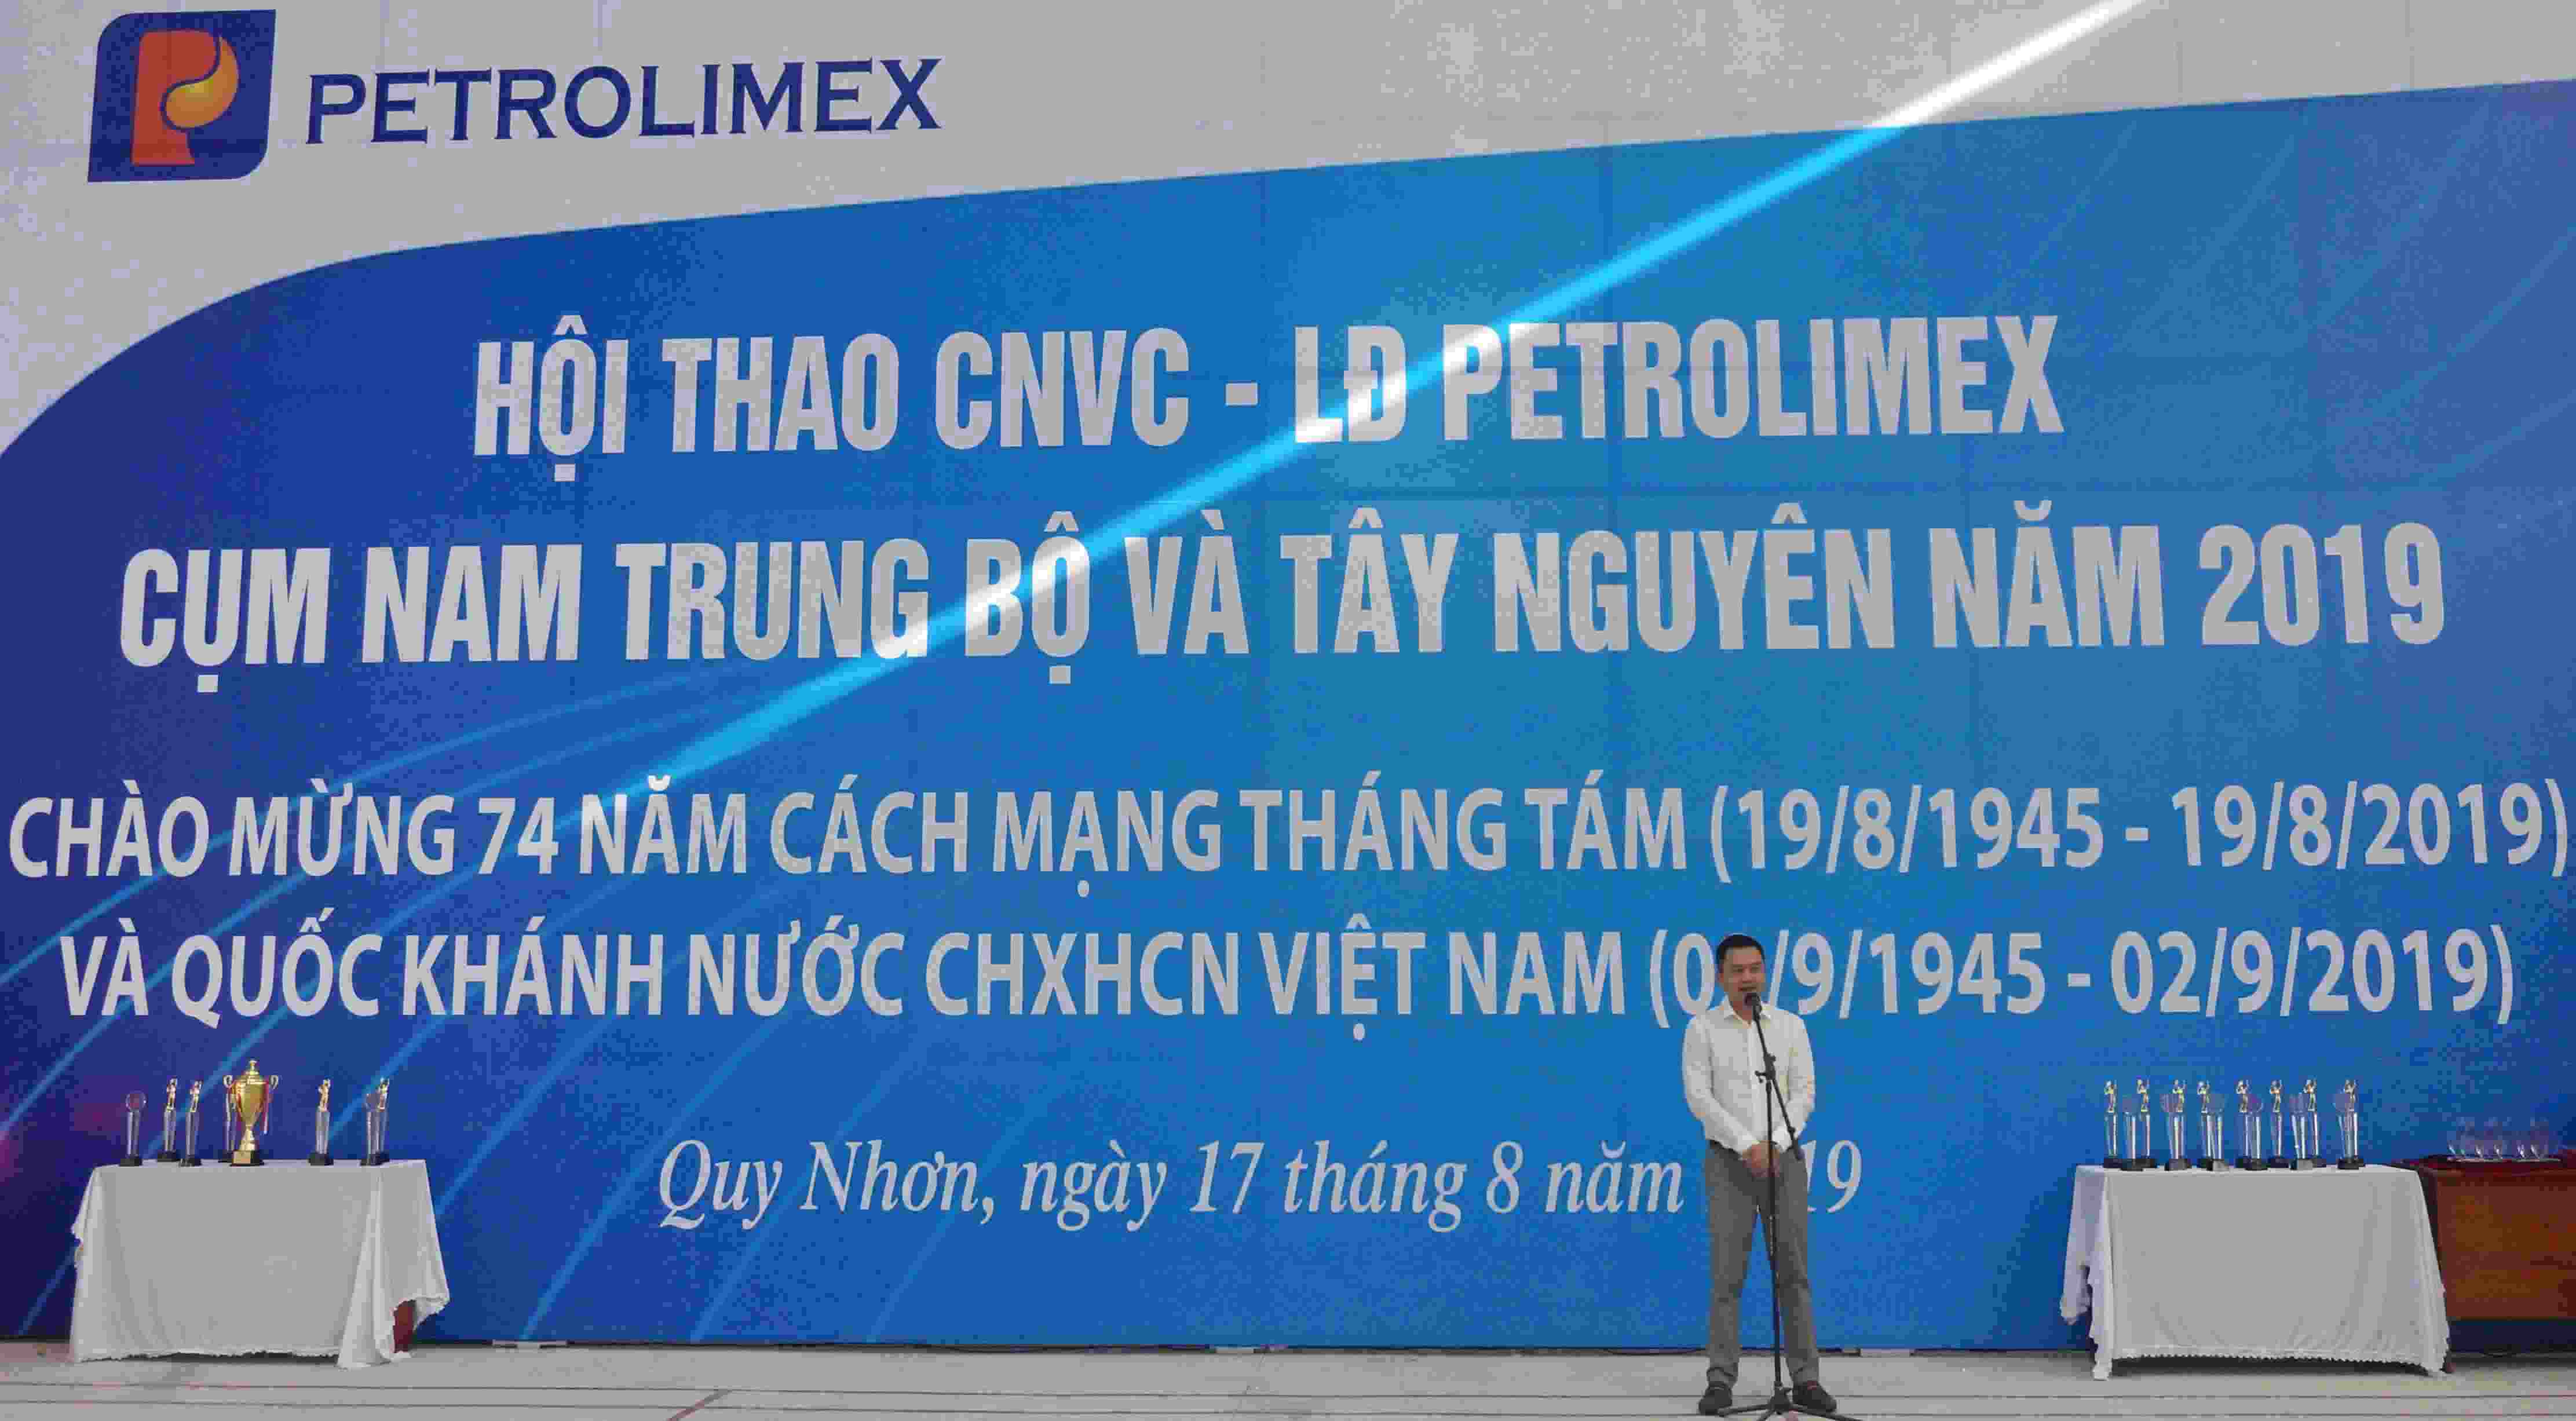 PETROLIMEX
HỘI THAO CNVC - LĐ PETROLIMEX
CỤM NAM TRUNG BỘ VÀ TÂY NGUYÊN NĂM 2019
CHÀO MỪNG 74 NĂM CÁCH MẠNG THÁNG TÁM (19/8/1945 - 19/8/2019)
VÀ QUỐC KHÁNH NƯỚC CHXHCN VIỆT NAM (0 /9/1945 - 02/9/2019)
Quy Nhơn, ngày 17 tháng 8 năm 19